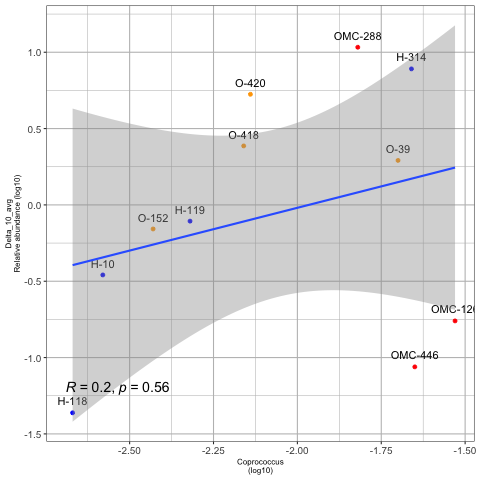 OMC-288
H-314
O-420
O-418
O-39
H-119
O-152
H-10
OMC-120
OMC-446
R = 0.2, p = 0.56
H-118
1.0
0.5
0.0
-0.5
-1.0
-1.5
-2.50
-2.25
-2.00
-1.75
-1.50
Delta_10_avg
Relative abundance (log10)
Coprococcus
(log10)